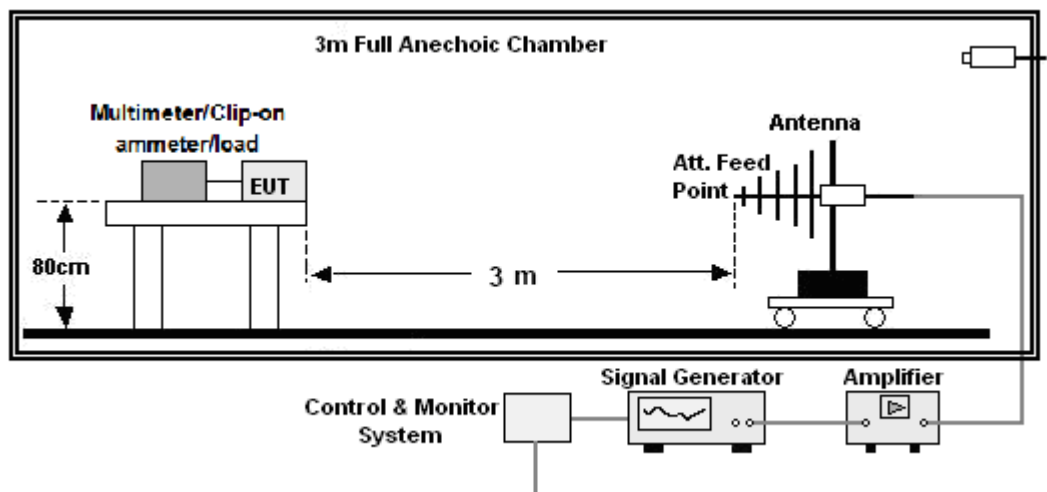 3m Full Anechoic Chamber
Multimeter/Clip-on
ammeter/load
EUT
Antenna
Att. Feed
Point
80cm
3 m
Signal Generator
Amplifier
Control & Monitor
System